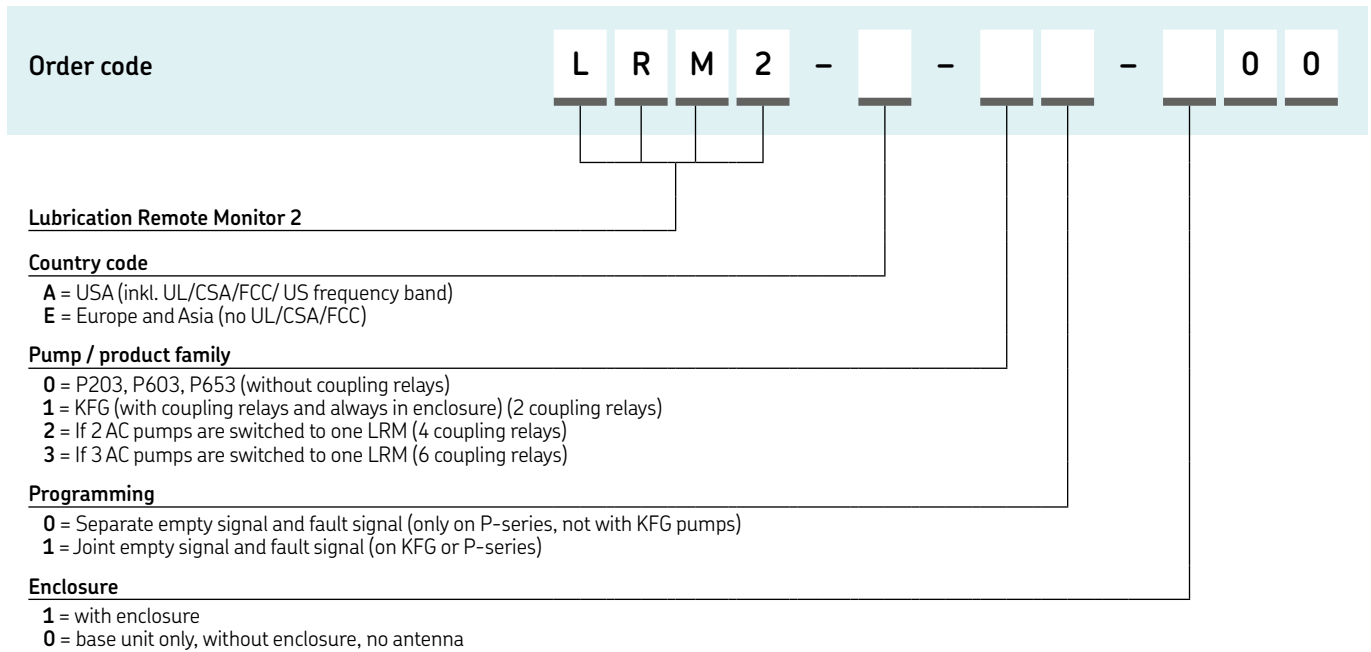 Order code L R M 2 – – – 0 0
Lubrication Remote Monitor 2
Country code
A = USA (inkl. UL/CSA/FCC/ US frequency band)
E = Europe and Asia (no UL/CSA/FCC)
Pump / product family
0 = P203, P603, P653 (without coupling relays)
1 = KFG (with coupling relays and always in enclosure) (2 coupling relays)
2 = If 2 AC pumps are switched to one LRM (4 coupling relays)
3 = If 3 AC pumps are switched to one LRM (6 coupling relays)
Programming
0 = Separate empty signal and fault signal (only on P-series, not with KFG pumps)
1 = Joint empty signal and fault signal (on KFG or P-series)
Enclosure
1 = with enclosure
0 = base unit only, without enclosure, no antenna